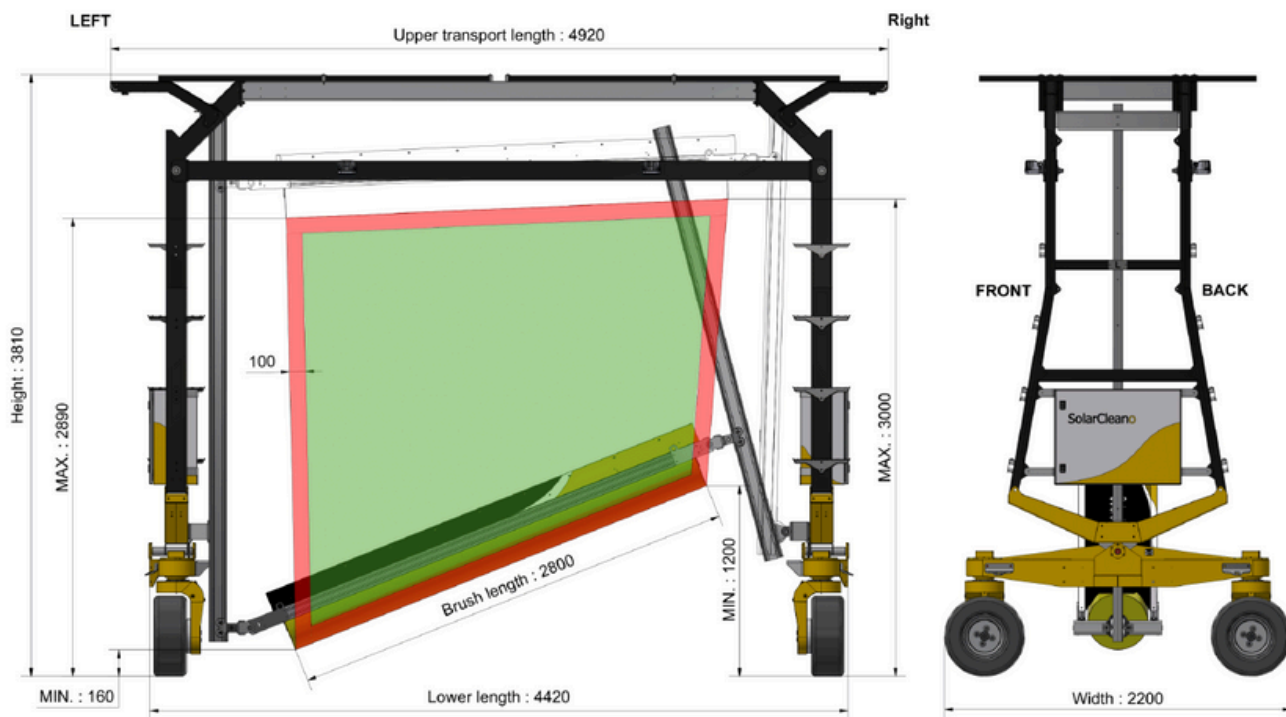 LEFT
Right
Upper transport length : 4920
Height : 3810
MAX. : 2890
100
MAX. : 3000
MIN. : 1200
Brush length : 2800
MIN. : 160
Lower length : 4420
FRONT
BACK
SolarCleano
Width : 2200